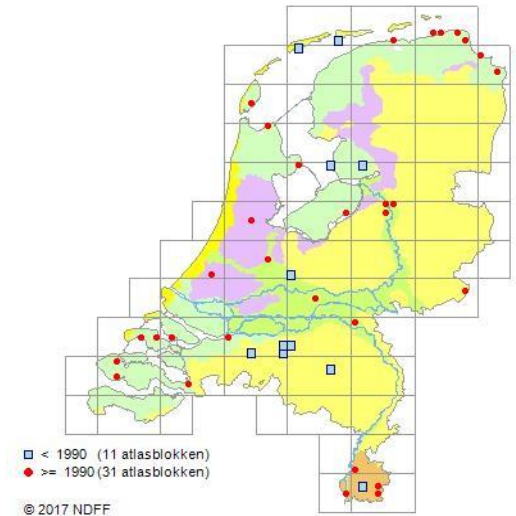 < 1990 (11 atlasblokken)
>= 1990 (31 atlasblokken)
© 2017 NDFF